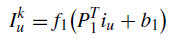 I_u^k = f_1(P_1^T i_u + b_1)